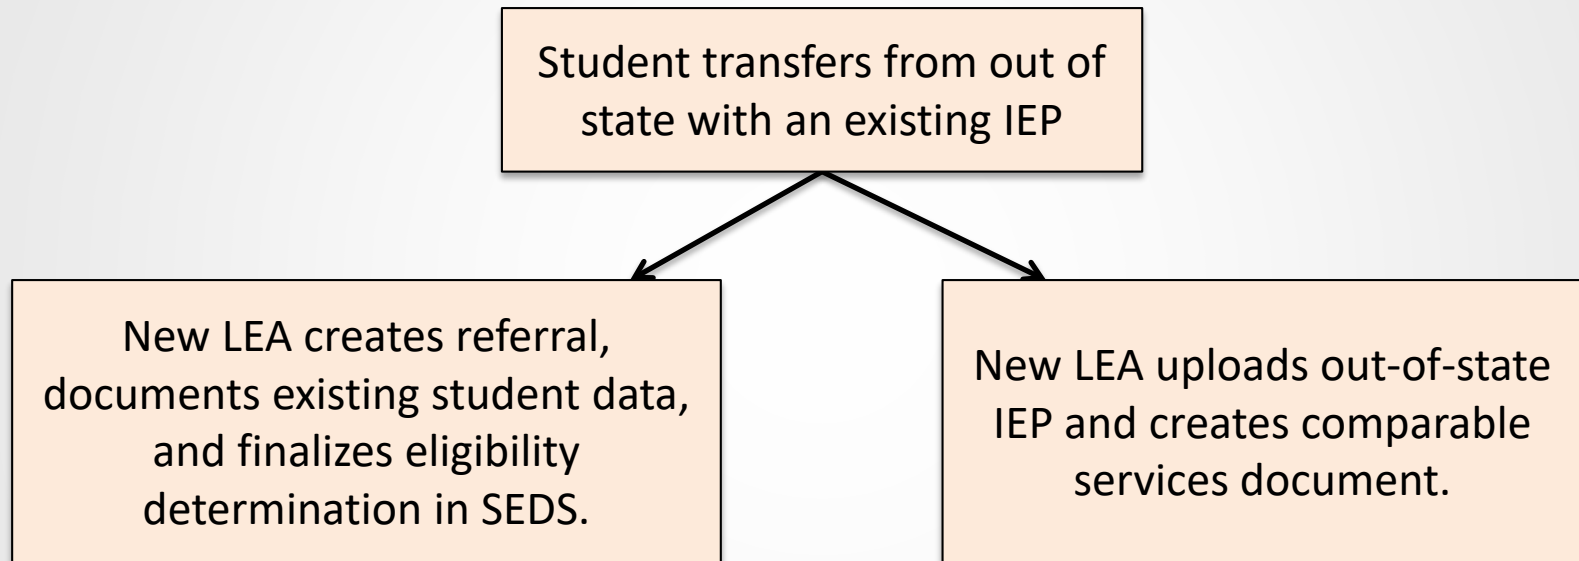 Student transfers from out of
state with an existing IEP
New LEA creates referral,
documents existing student data,
and finalizes eligibility
determination in SEDS.
New LEA uploads out-of-state
IEP and creates comparable
services document.